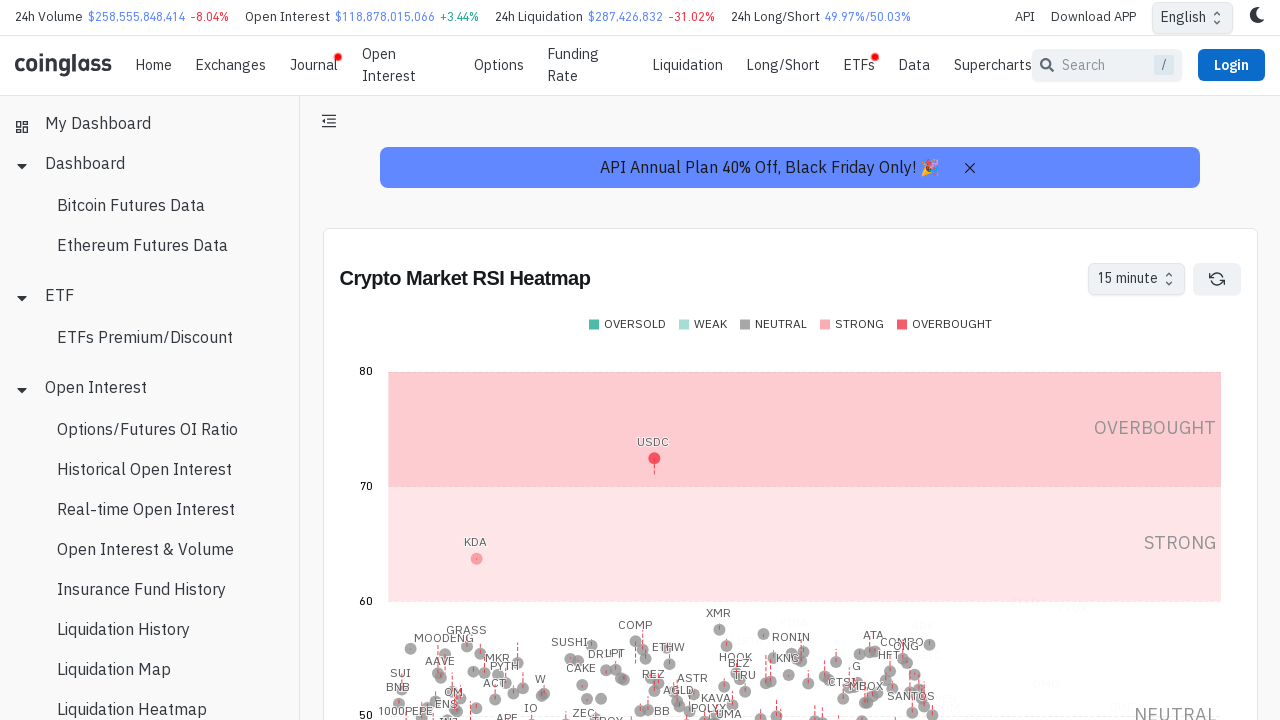 24h Volume $258,555,848,414 -8.04% Open Interest $118,878,015,066 +3.44% 24h Liquidation $287,426,832 -31.02% 24h Long/Short 49.97%/50.03% API Download APP English
coinglass Home Exchanges Journal Open Interest Options Funding Rate Liquidation Long/Short ETFs Data Supercharts Search / Login
My Dashboard
Dashboard
Bitcoin Futures Data
Ethereum Futures Data
ETF
ETFs Premium/Discount
Open Interest
Options/Futures OI Ratio
Historical Open Interest
Real-time Open Interest
Open Interest & Volume
Insurance Fund History
Liquidation History
Liquidation Map
Liquidation Heatmap
API Annual Plan 40% Off, Black Friday Only! 🎉
Crypto Market RSI Heatmap
15 minute
OVERSOLD WEAK NEUTRAL STRONG OVERBOUGHT
80
OVERBOUGHT
USDC
70
STRONG
KDA
60
XMR
COMP
GRASS
MOODENG
SUSHI
RONIN
ATA
COMBO
ETHW
ONG
MKR
HOOK
KNC
HFT
AAVE
PYTH
CAKE
BLZ
G
SUI
REZ
TRU
ASTR
CTSI
BNB
ACT
W
AGLD
MBOX
OM
KAVA
SANTOS
ENS
IO
POLYX
1000PEPE
ZEC
BB
UMA
50
NEUTRAL